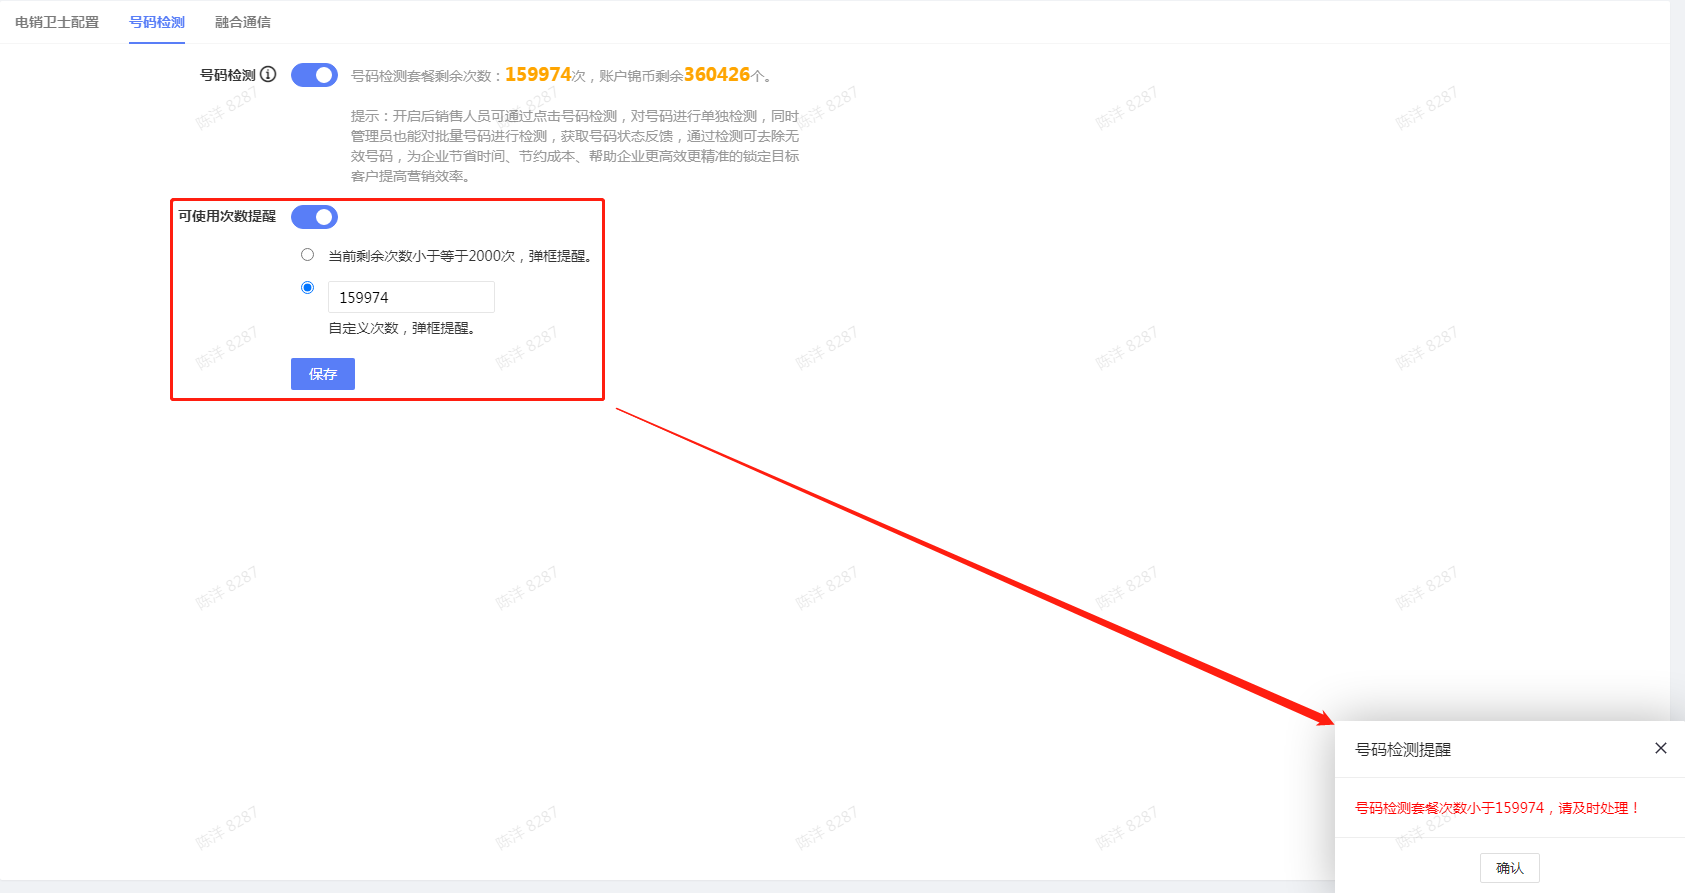 电销卫士配置 号码检测 融合通信
号码检测 号码检测套餐剩余次数：159974次，账户锦币剩余360426个。
提示：开启后销售人员可通过点击号码检测，对号码进行单独检测，同时
管理员也能对批量号码进行检测，获取号码状态反馈，通过检测可去除无
效号码，为企业节省时间、节约成本、帮助企业更高效更精准的锁定目标
客户提高营销效率。
陈洋 8287 陈洋 8287 陈洋 8287 陈洋 8287 陈洋 8287
可使用次数提醒
当前剩余次数小于等于2000次，弹框提醒。
159974
自定义次数，弹框提醒。
陈洋 8287 陈洋 8287 陈洋 8287 陈洋 8287 陈洋 8287
保存
陈洋 8287 陈洋 8287 陈洋 8287 陈洋 8287 陈洋 8287
号码检测提醒
号码检测套餐次数小于159974，请及时处理！
陈洋 8287 陈洋 8287 陈洋 8287 陈洋 8287 陈洋 8287
确认